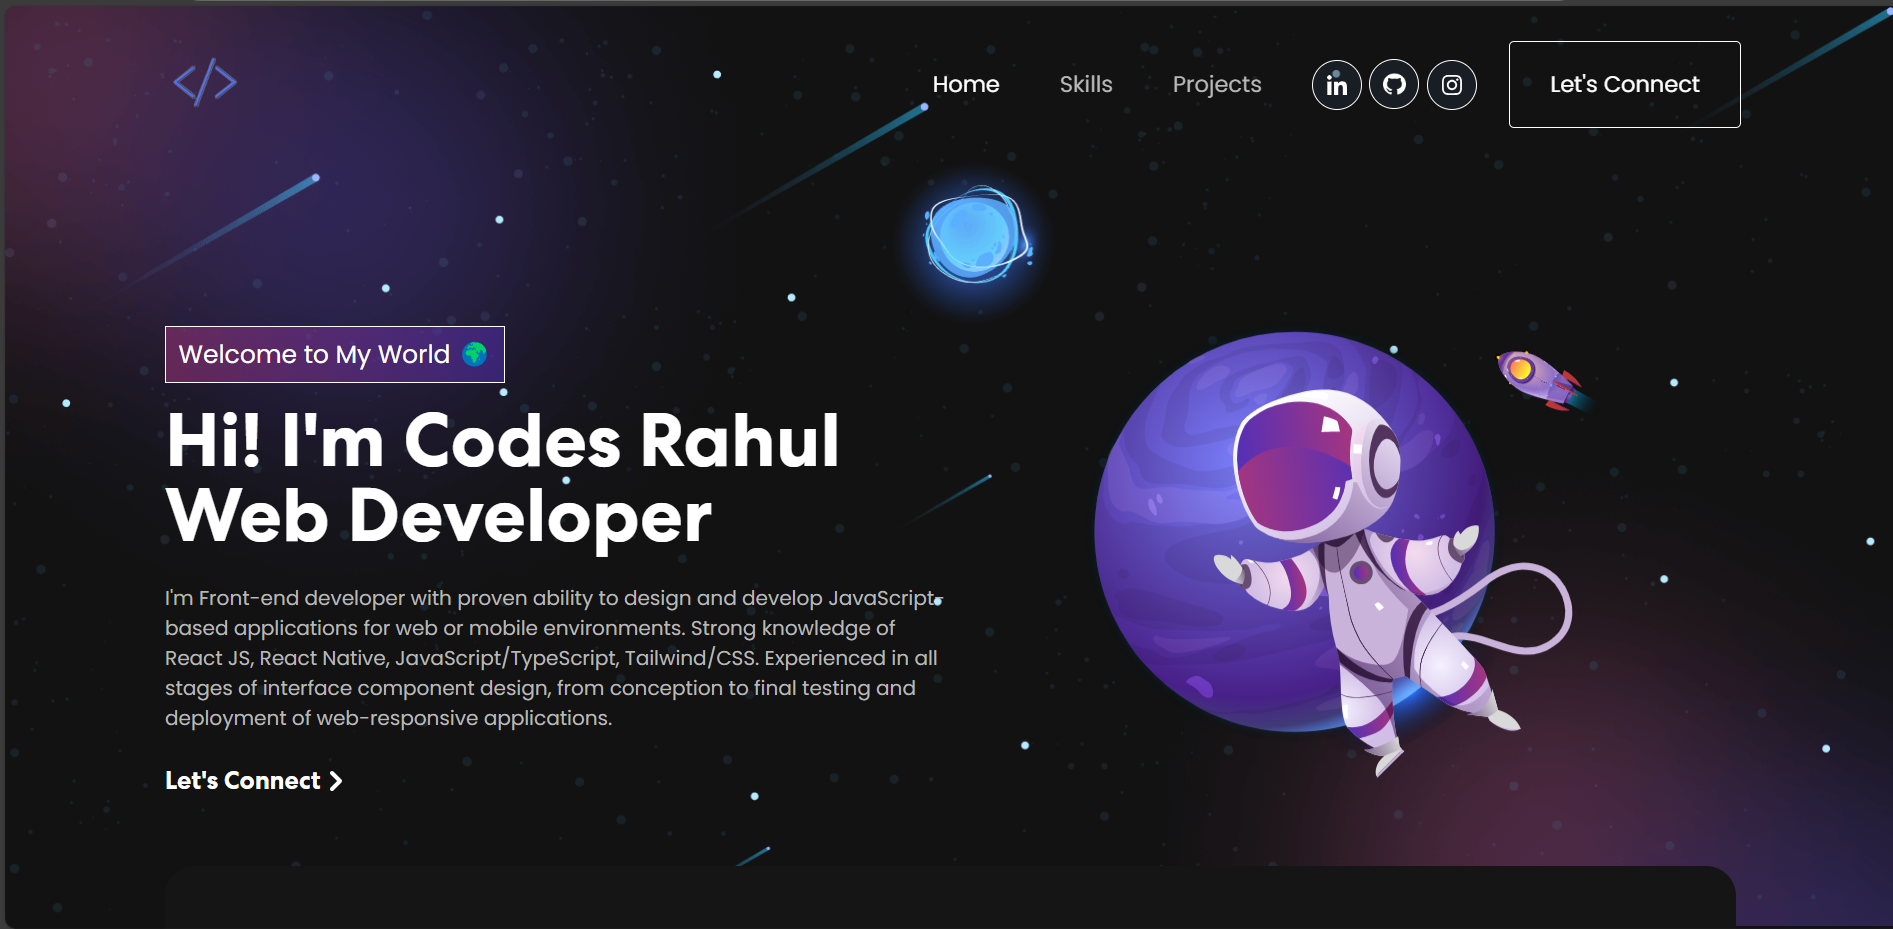 </>
Home Skills Projects in Let's Connect
Welcome to My World
Hi! I'm Codes Rahul
Web Developer
I'm Front-end developer with proven ability to design and develop JavaScript-
based applications for web or mobile environments. Strong knowledge of
React JS, React Native, JavaScript/TypeScript, Tailwind/CSS. Experienced in all
stages of interface component design, from conception to final testing and
deployment of web-responsive applications.
Let's Connect